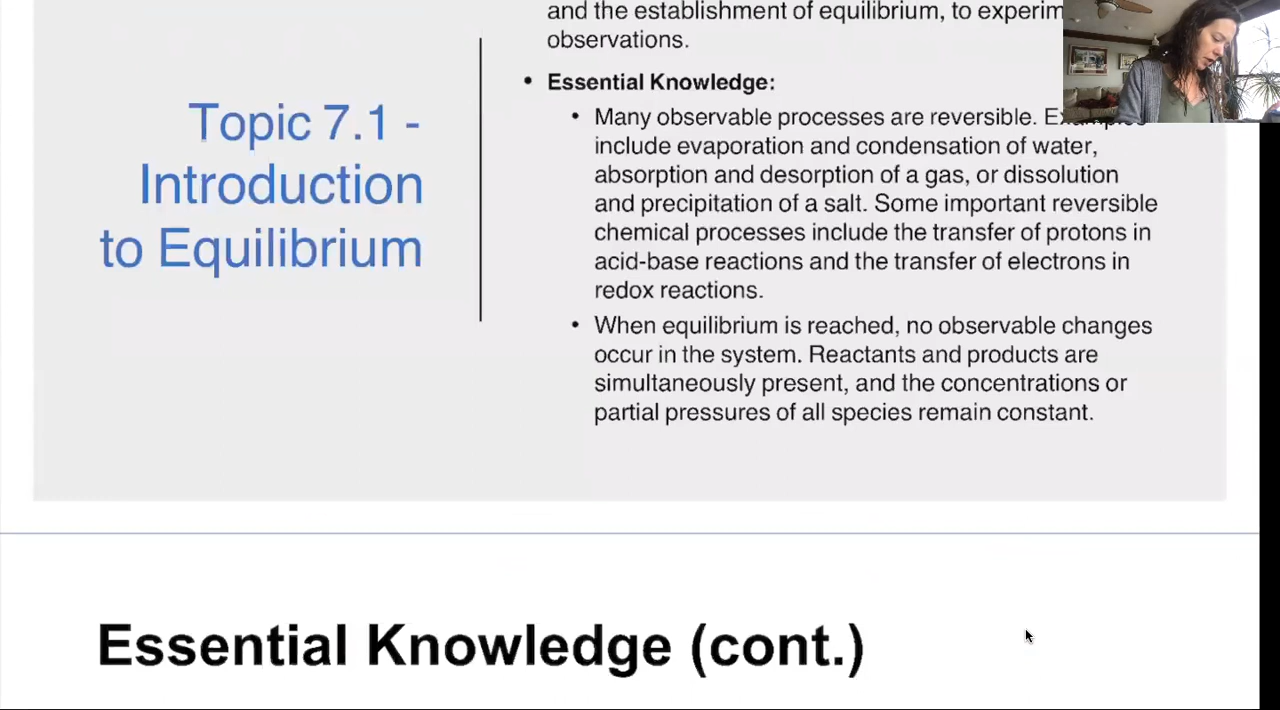 and the establishment of equilibrium, to experim
observations.
Topic 7.1 -
Introduction
to Equilibrium
• Essential Knowledge:
• Many observable processes are reversible. Examples
include evaporation and condensation of water,
absorption and desorption of a gas, or dissolution
and precipitation of a salt. Some important reversible
chemical processes include the transfer of protons in
acid-base reactions and the transfer of electrons in
redox reactions.
• When equilibrium is reached, no observable changes
occur in the system. Reactants and products are
simultaneously present, and the concentrations or
partial pressures of all species remain constant.
Essential Knowledge (cont.)